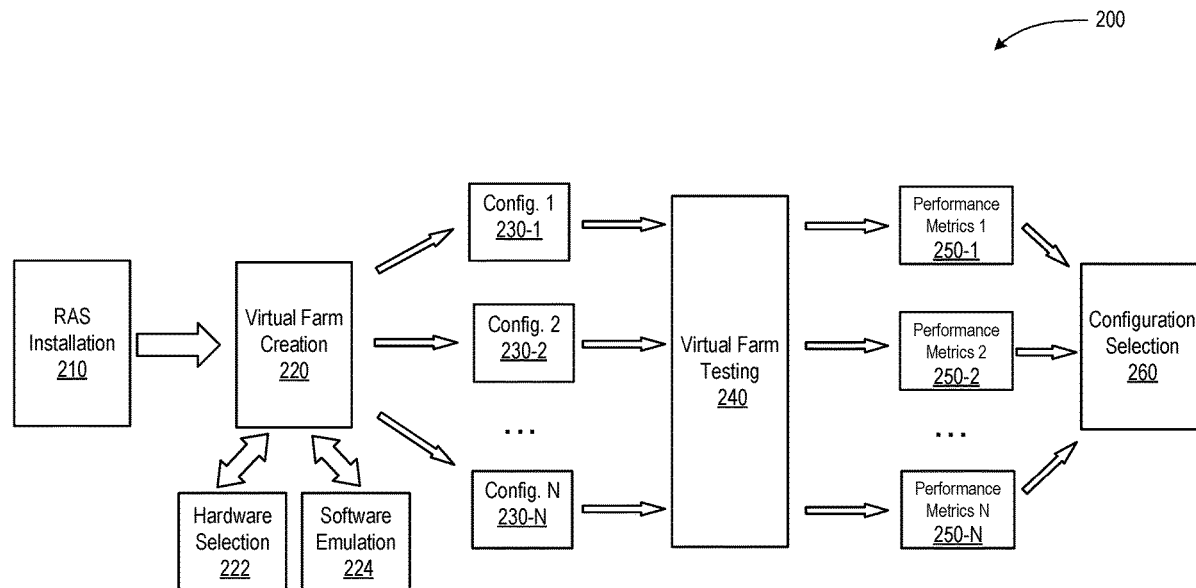 200
RAS
Installation
210
Virtual Farm
Creation
220
Hardware
Selection
222
Software
Emulation
224
Config. 1
230-1
Config. 2
230-2
...
Config. N
230-N
Virtual Farm
Testing
240
Performance
Metrics 1
250-1
Performance
Metrics 2
250-2
...
Performance
Metrics N
250-N
Configuration
Selection
260